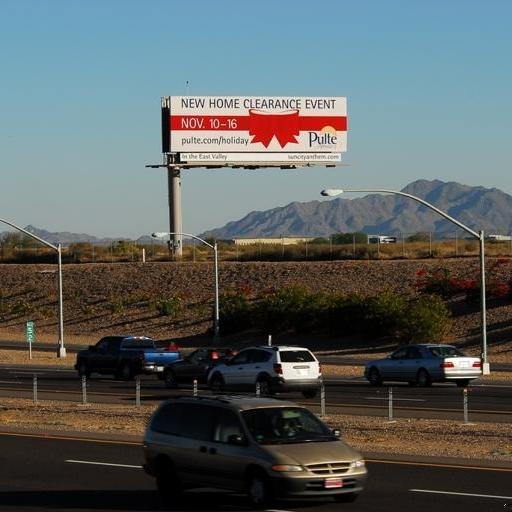 NEW HOME CLEARANCE EVENT
NOV. 10-16
pulte.com/holiday
Pulte
In the East Valley
suncityanthem.com